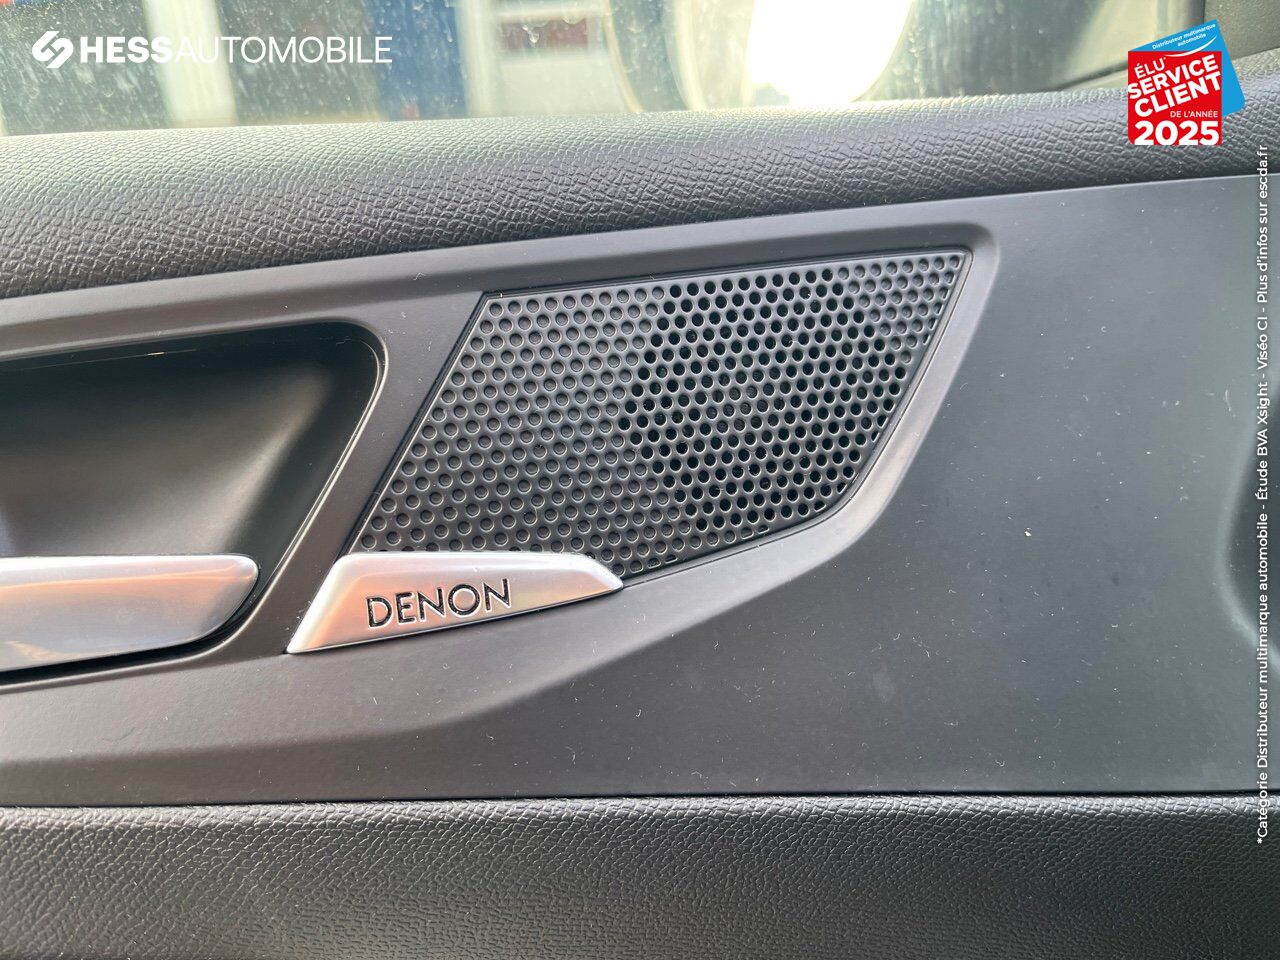 HESSAUTOMOBILE
Distributeur multimarque
automobile*
ÉLU
SERVICE
CLIENT
DE L'ANNÉE
2025
DENON
*Catégorie Distributeur multimarque automobile - Étude BVA Xsight - Viséo CI - Plus d'infos sur escda.fr